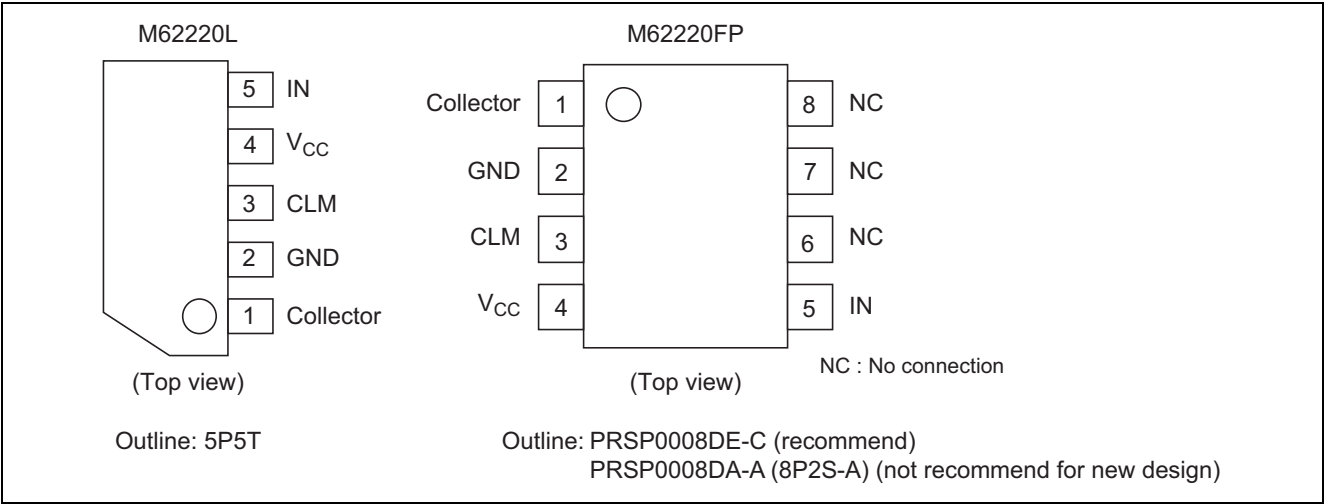 M62220L
5 IN
4 VCC
3 CLM
2 GND
1 Collector
(Top view)
Outline: 5P5T
M62220FP
Collector 1 8 NC
GND 2 7 NC
CLM 3 6 NC
VCC 4 5 IN
NC : No connection
(Top view)
Outline: PRSP0008DE-C (recommend)
PRSP0008DA-A (8P2S-A) (not recommend for new design)